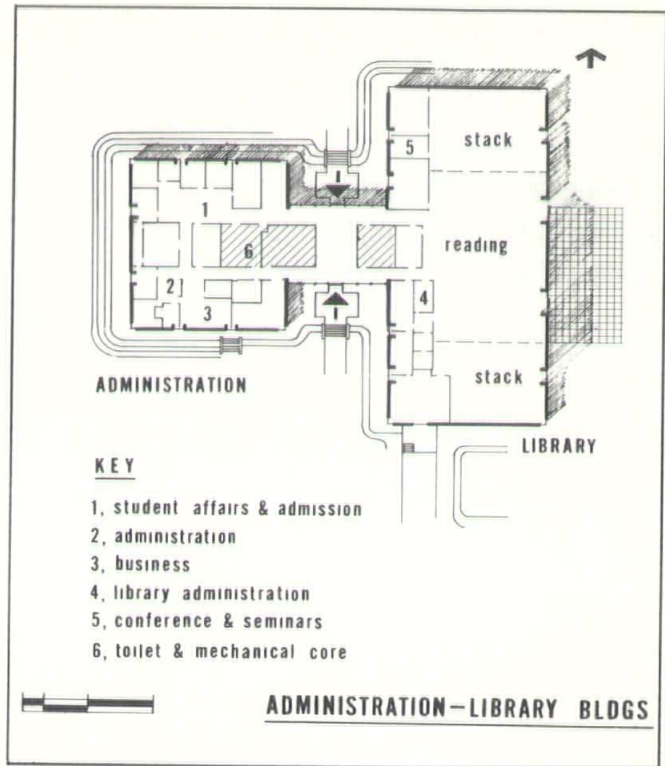 stack
5
1
reading
6
2
4
3
stack
ADMINISTRATION
LIBRARY
KEY
1, student affairs & admission
2, administration
3, business
4, library administration
5, conference & seminars
6, toilet & mechanical core
ADMINISTRATION-LIBRARY BLDGS